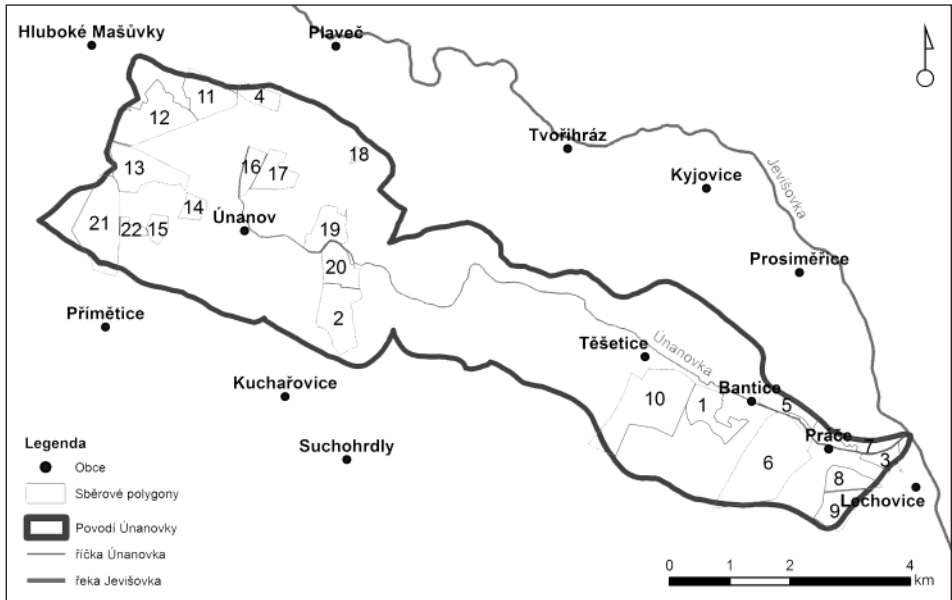 Hluboké Mašůvky
Plaveč
11
4
12
Tvořihráz
18
16
17
13
Kyjovice
Jevišovka
14
19
Únanov
21
22
15
20
Prosiměřice
Přímětice
2
Únanovka
Těšetice
Kuchařovice
Bantice
10
1
5
Suchohrdly
Práče
7
3
6
8
Lechovice
9
Legenda
Obce
Sběrové polygony
Povodí Únanovky
říčka Únanovka
řeka Jevišovka
0 1 2 4
km